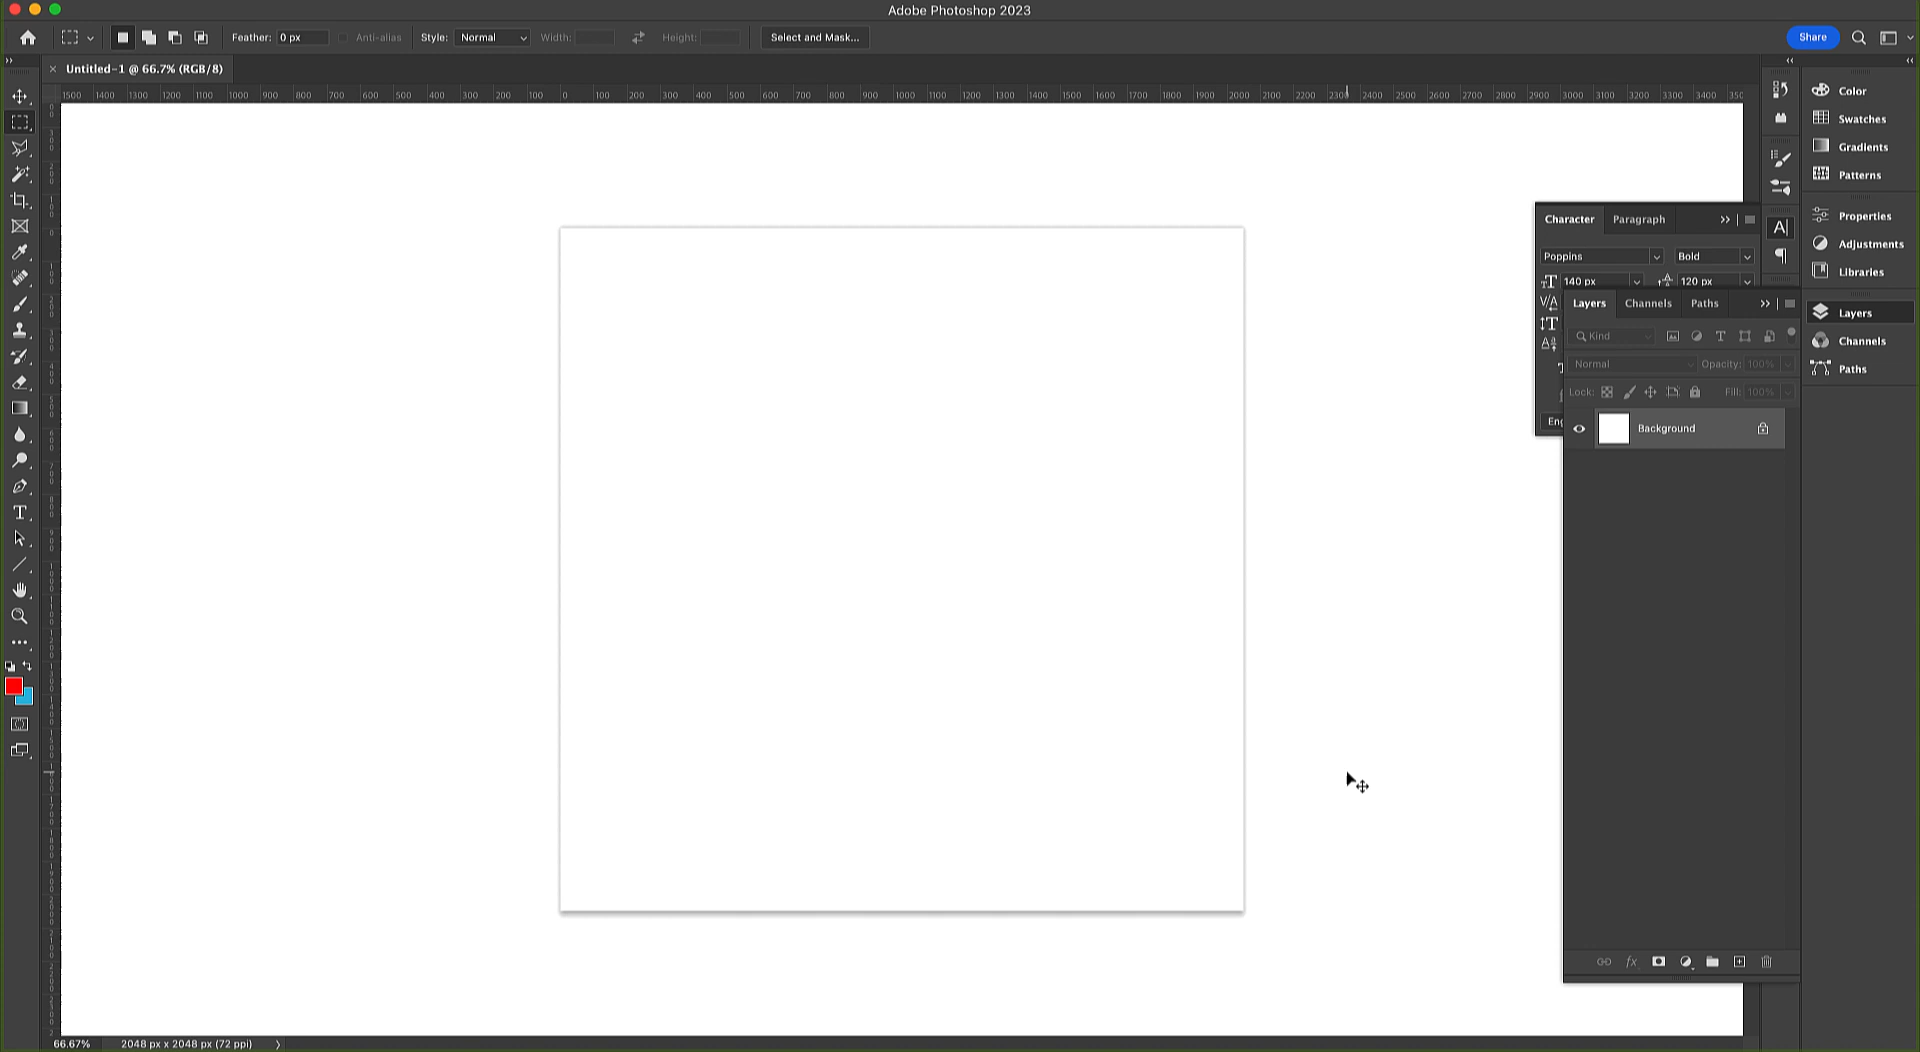 Adobe Photoshop 2023
Feather: 0 px
Anti-alias
Style: Normal
Width:
Height:
Select and Mask...
Share
Untitled-1 @ 66.7% (RGB/8)
1500 1400 1300 1200 1100 1000 900 800 700 600 500 400 300 200 100 0 100 200 300 400 500 600 700 800 900 1000 1100 1200 1300 1400 1500 1600 1700 1800 1900 2000 2100 2200 2300 2400 2500 2600 2700 2800 2900 3000 3100 3200 3300 3400
Color
Swatches
Gradients
Patterns
Properties
Adjustments
Libraries
Layers
Channels
Paths
Character Paragraph
Poppins Bold
140 px 120 px
Eng
Layers Channels Paths
Kind
Normal Opacity: 100%
Lock: Fill: 100%
Background
66.67% 2048 px x 2048 px (72 ppi)